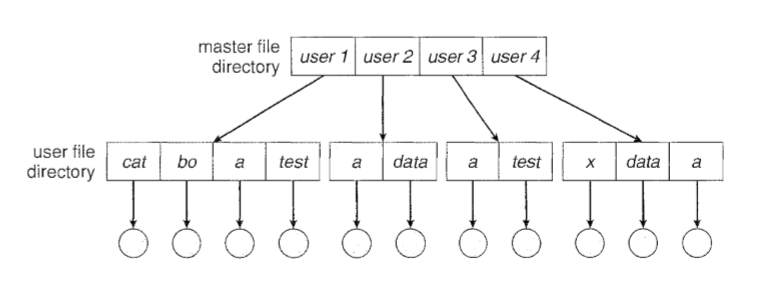 master file
directory
user 1 user 2 user 3 user 4
user file
directory
cat bo a test a data a test x data a